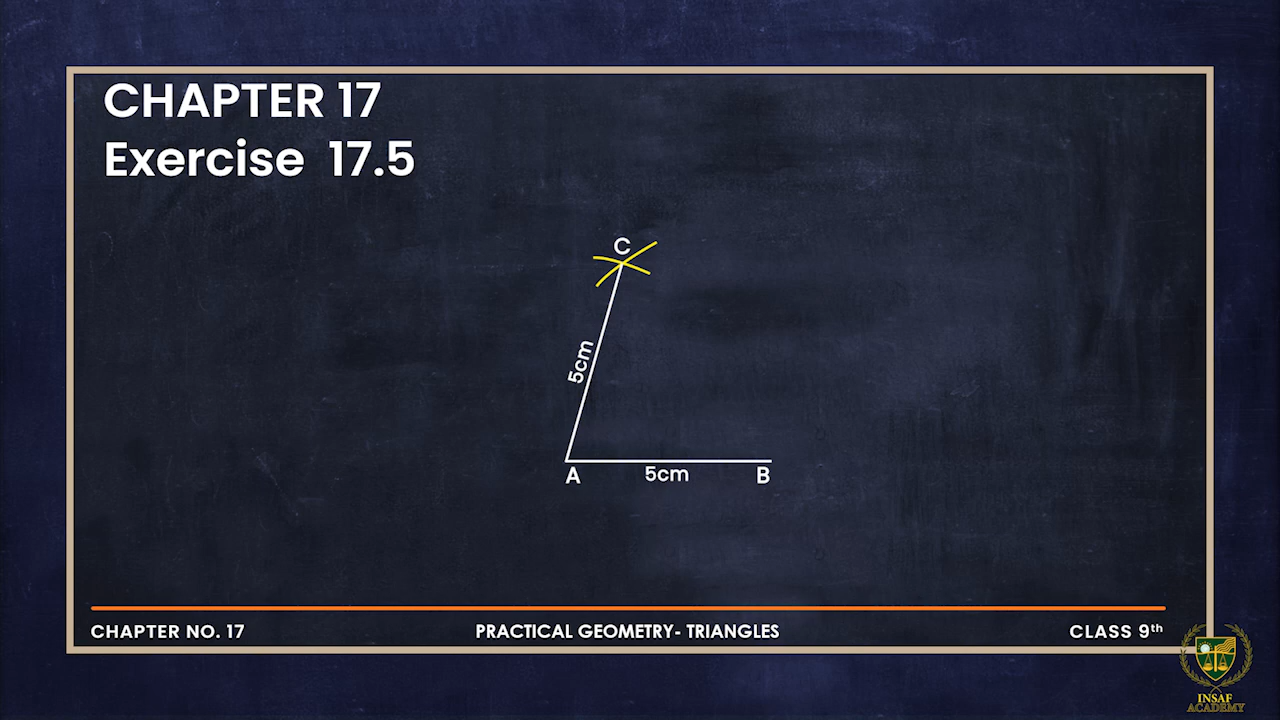 CHAPTER 17
Exercise 17.5
C
5cm
A
5cm
B
CHAPTER NO. 17
PRACTICAL GEOMETRY- TRIANGLES
CLASS 9th
INSAF
ACADEMY